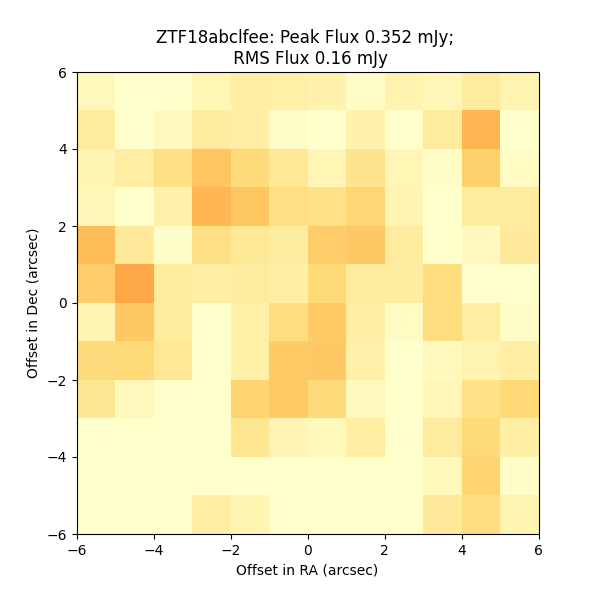 ZTF18abclfee: Peak Flux 0.352 mJy;
RMS Flux 0.16 mJy
6
4
2
0
−2
−4
−6
Offset in Dec (arcsec)
−6 −4 −2 0 2 4 6
Offset in RA (arcsec)